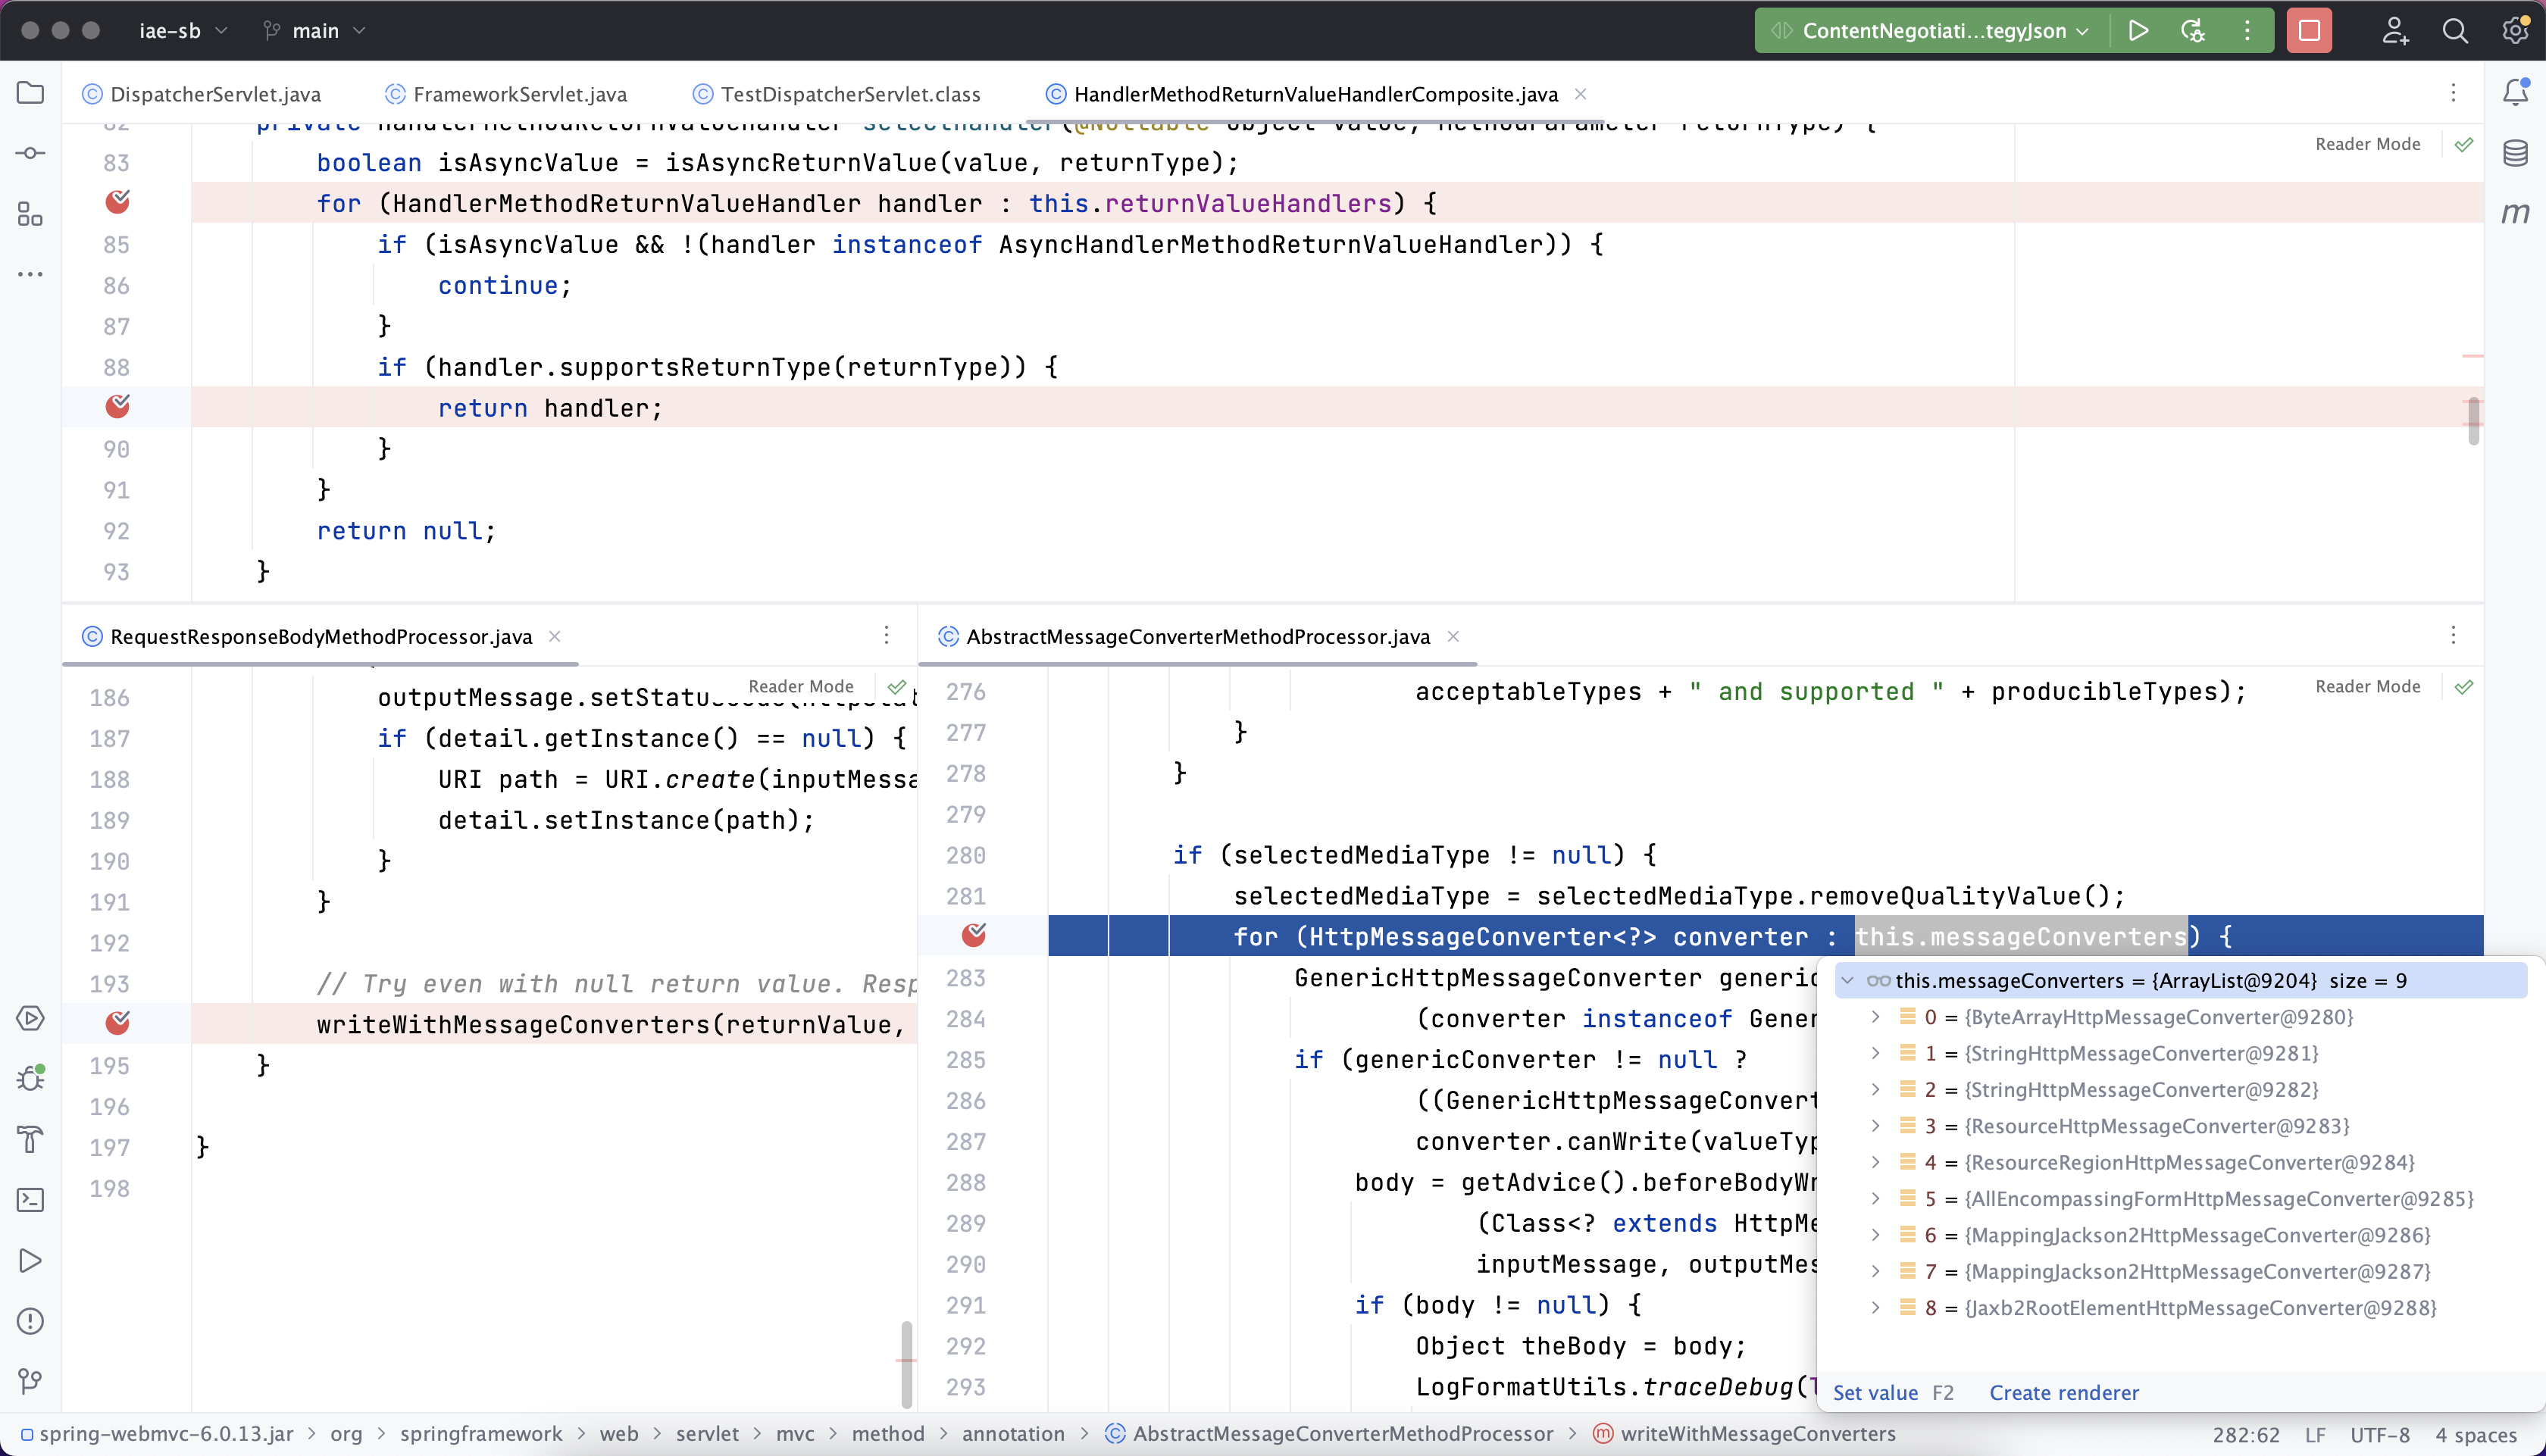 iae-sb
main
ContentNegotiati...tegyJson
DispatcherServlet.java
FrameworkServlet.java
TestDispatcherServlet.class
HandlerMethodReturnValueHandlerComposite.java
Reader Mode
82 private HandlerMethodReturnValueHandler selectHandler(@Nullable Object value, MethodParameter returnType) {
83 boolean isAsyncValue = isAsyncReturnValue(value, returnType);
for (HandlerMethodReturnValueHandler handler : this.returnValueHandlers) {
85 if (isAsyncValue && !(handler instanceof AsyncHandlerMethodReturnValueHandler)) {
86 continue;
87 }
88 if (handler.supportsReturnType(returnType)) {
return handler;
90 }
91 }
92 return null;
93 }
RequestResponseBodyMethodProcessor.java
Reader Mode
186 outputMessage.setStatusCode(HttpStat
187 if (detail.getInstance() == null) {
188 URI path = URI.create(inputMessa
189 detail.setInstance(path);
190 }
191 }
192
193 // Try even with null return value. Resp
writeWithMessageConverters(returnValue,
195 }
196
197 }
198
AbstractMessageConverterMethodProcessor.java
Reader Mode
276 acceptableTypes + " and supported " + producibleTypes);
277 }
278 }
279
280 if (selectedMediaType != null) {
281 selectedMediaType = selectedMediaType.removeQualityValue();
for (HttpMessageConverter<?> converter : this.messageConverters) {
283 GenericHttpMessageConverter generic
284 (converter instanceof Gener
285 if (genericConverter != null ?
286 ((GenericHttpMessageConvert
287 converter.canWrite(valueTyp
288 body = getAdvice().beforeBodyWr
289 (Class<? extends HttpMe
290 inputMessage, outputMes
291 if (body != null) {
292 Object theBody = body;
293 LogFormatUtils.traceDebug(l
this.messageConverters = {ArrayList@9204} size = 9
0 = {ByteArrayHttpMessageConverter@9280}
1 = {StringHttpMessageConverter@9281}
2 = {StringHttpMessageConverter@9282}
3 = {ResourceHttpMessageConverter@9283}
4 = {ResourceRegionHttpMessageConverter@9284}
5 = {AllEncompassingFormHttpMessageConverter@9285}
6 = {MappingJackson2HttpMessageConverter@9286}
7 = {MappingJackson2HttpMessageConverter@9287}
8 = {Jaxb2RootElementHttpMessageConverter@9288}
Set value F2 Create renderer
spring-webmvc-6.0.13.jar > org > springframework > web > servlet > mvc > method > annotation > AbstractMessageConverterMethodProcessor > writeWithMessageConverters
282:62 LF UTF-8 4 spaces